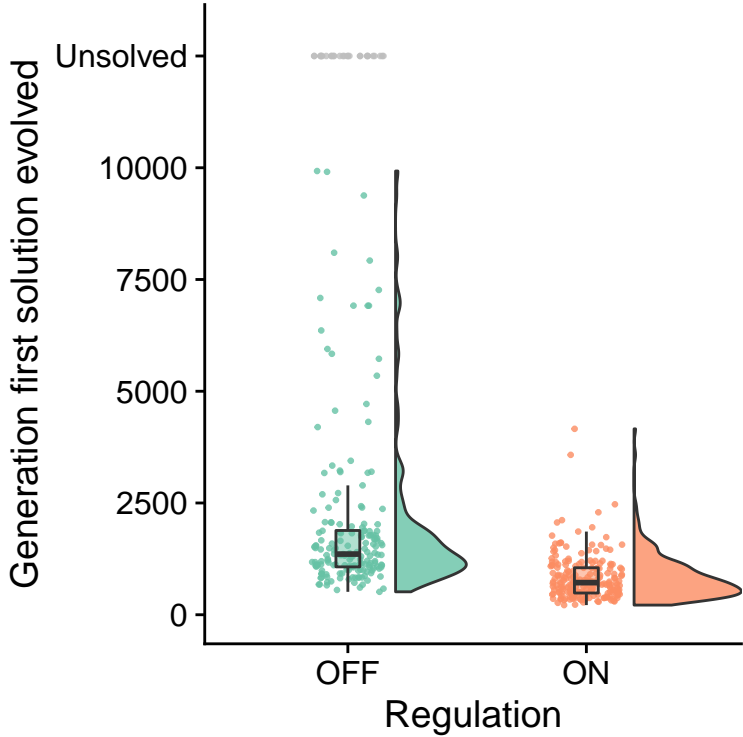 Generation first solution evolved
Unsolved
10000
7500
5000
2500
0
OFF
ON
Regulation